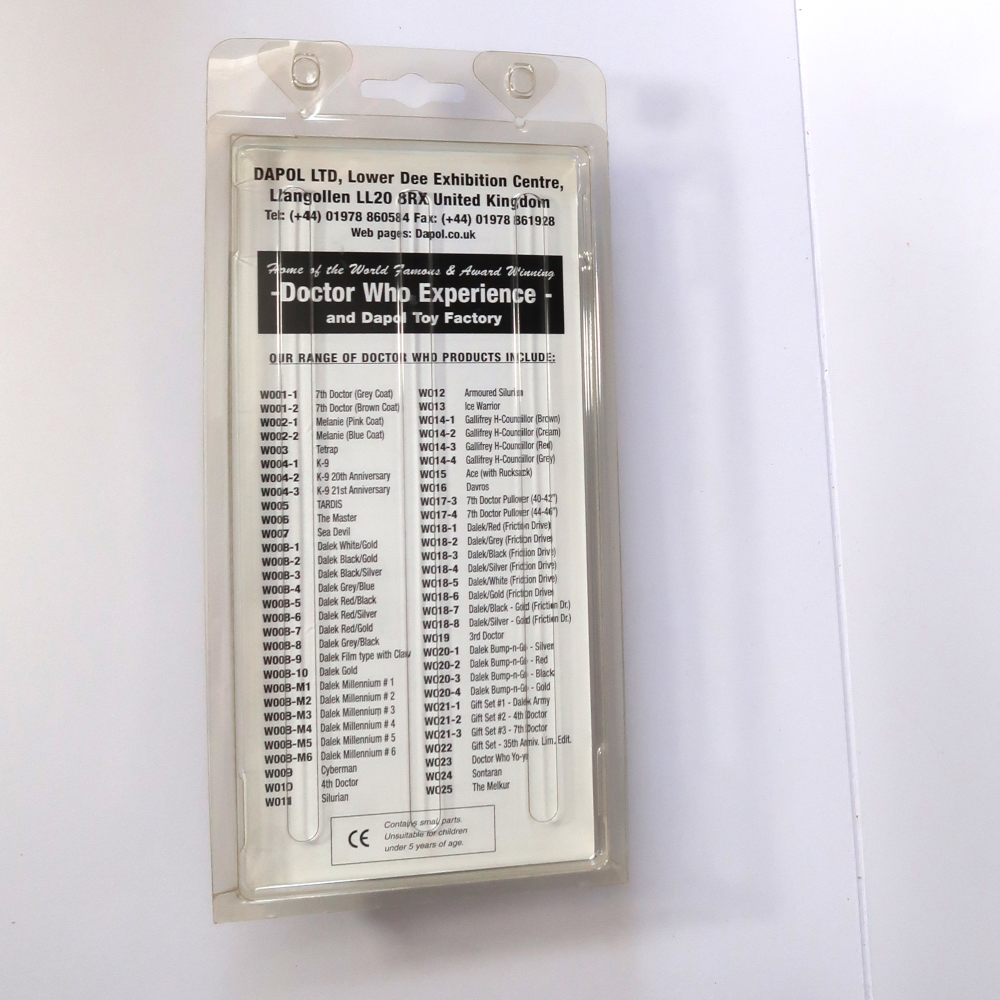 DAPOL LTD, Lower Dee Exhibition Centre,
Llangollen LL20 8RX United Kingdom
Tel: (+44) 01978 860584 Fax: (+44) 01978 861928
Web pages: Dapol.co.uk
Home of the World Famous & Award Winning
-Doctor Who Experience -
and Dapol Toy Factory
OUR RANGE OF DOCTOR WHO PRODUCTS INCLUDE:
W001-1 7th Doctor (Grey Coat)
W001-2 7th Doctor (Brown Coat)
W002-1 Melanie (Pink Coat)
W002-2 Melanie (Blue Coat)
W003 Tetrap
W004-1 K-9
W004-2 K-9 20th Anniversary
W004-3 K-9 21st Anniversary
W005 TARDIS
W006 The Master
W007 Sea Devil
W008-1 Dalek White/Gold
W008-2 Dalek Black/Gold
W008-3 Dalek Black/Silver
W008-4 Dalek Grey/Blue
W008-5 Dalek Red/Black
W008-6 Dalek Red/Silver
W008-7 Dalek Red/Gold
W008-8 Dalek Grey/Black
W008-9 Dalek Film type with Claw
W008-10 Dalek Gold
W008-M1 Dalek Millennium # 1
W008-M2 Dalek Millennium # 2
W008-M3 Dalek Millennium # 3
W008-M4 Dalek Millennium # 4
W008-M5 Dalek Millennium # 5
W008-M6 Dalek Millennium # 6
W009 Cyberman
W010 4th Doctor
W011 Silurian
W012 Armoured Silurian
W013 Ice Warrior
W014-1 Gallifrey H-Councillor (Brown)
W014-2 Gallifrey H-Councillor (Cream)
W014-3 Gallifrey H-Councillor (Red)
W014-4 Gallifrey H-Councillor (Grey)
W015 Ace (with Rucksack)
W016 Davros
W017-3 7th Doctor Pullover (40-42")
W017-4 7th Doctor Pullover (44-46")
W018-1 Dalek/Red (Friction Drive)
W018-2 Dalek/Grey (Friction Drive)
W018-3 Dalek/Black (Friction Drive)
W018-4 Dalek/Silver (Friction Drive)
W018-5 Dalek/White (Friction Drive)
W018-6 Dalek/Gold (Friction Drive)
W018-7 Dalek/Black - Gold (Friction Dr.)
W018-8 Dalek/Silver - Gold (Friction Dr.)
W019 3rd Doctor
W020-1 Dalek Bump-n-Go - Silver
W020-2 Dalek Bump-n-Go - Red
W020-3 Dalek Bump-n-Go - Black
W020-4 Dalek Bump-n-Go - Gold
W021-1 Gift Set #1 - Dalek Army
W021-2 Gift Set #2 - 4th Doctor
W021-3 Gift Set #3 - 7th Doctor
W022 Gift Set - 35th Anniv. Lim. Edit.
W023 Doctor Who Yo-yo
W024 Sontaran
W025 The Melkur
CE
Contains small parts.
Unsuitable for children
under 5 years of age.